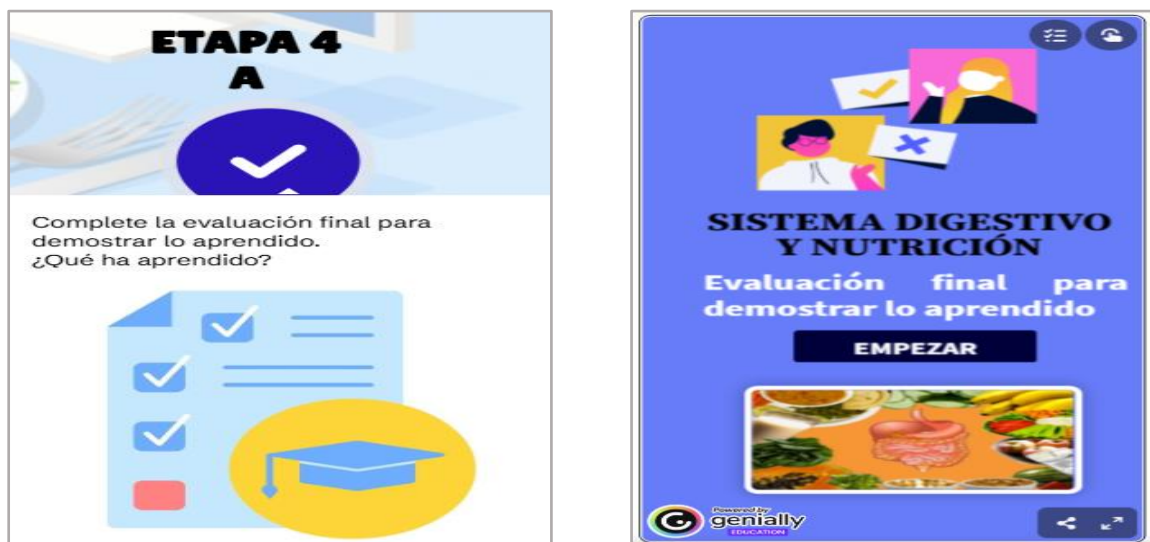 ETAPA 4
A
Complete la evaluación final para
demostrar lo aprendido.
¿Qué ha aprendido?
SISTEMA DIGESTIVO
Y NUTRICIÓN
Evaluación final para
demostrar lo aprendido
EMPEZAR
Powered by
genially
EDUCATION